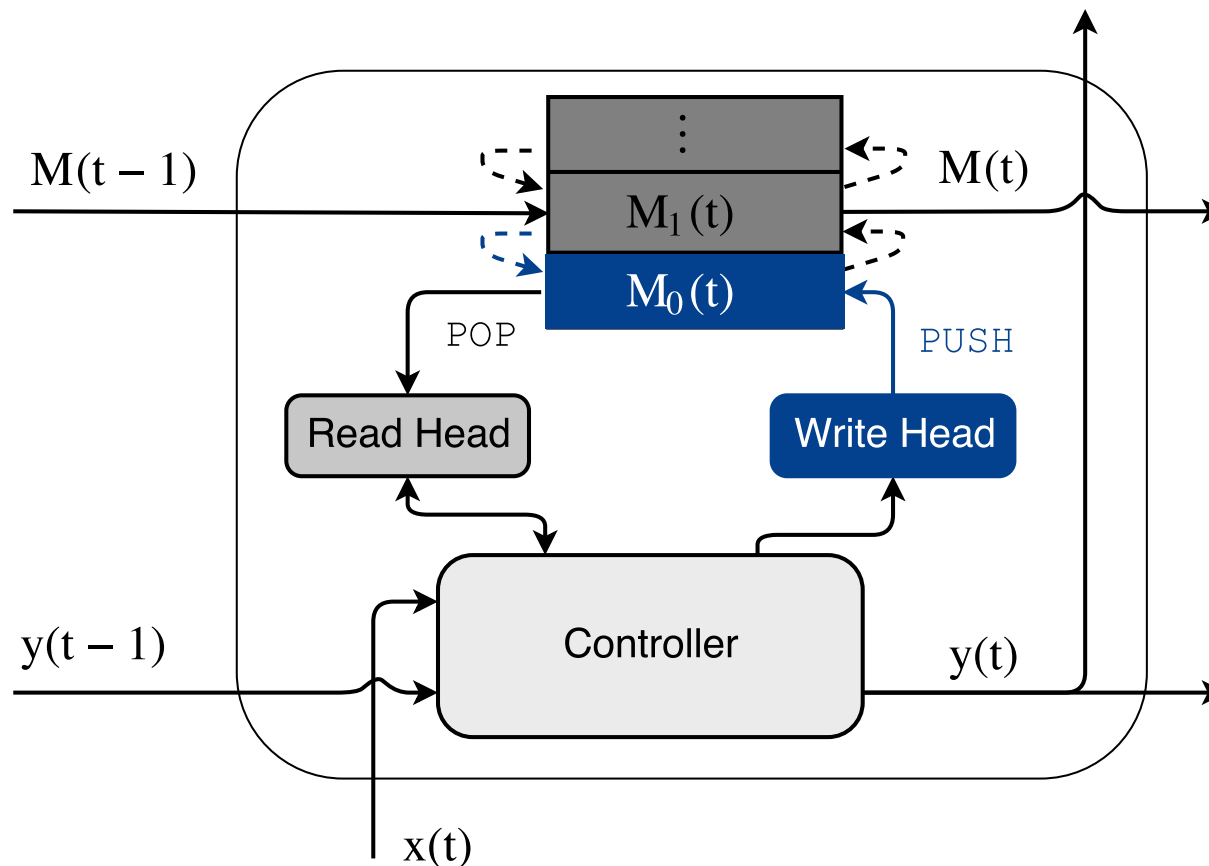 ⋮
M(t − 1)
M(t)
M₁(t)
M₀(t)
POP
PUSH
Read Head
Write Head
Controller
y(t − 1)
y(t)
x(t)